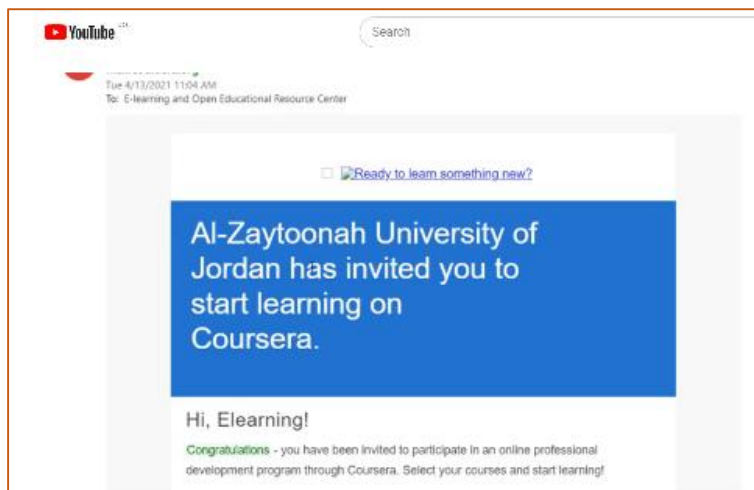 YouTube
Search
Tue 4/13/2021 11:04 AM
To: E-learning and Open Educational Resource Center
Ready to learn something new?
Al-Zaytoonah University of
Jordan has invited you to
start learning on
Coursera.
Hi, Elearning!
Congratulations - you have been invited to participate in an online professional
development program through Coursera. Select your courses and start learning!